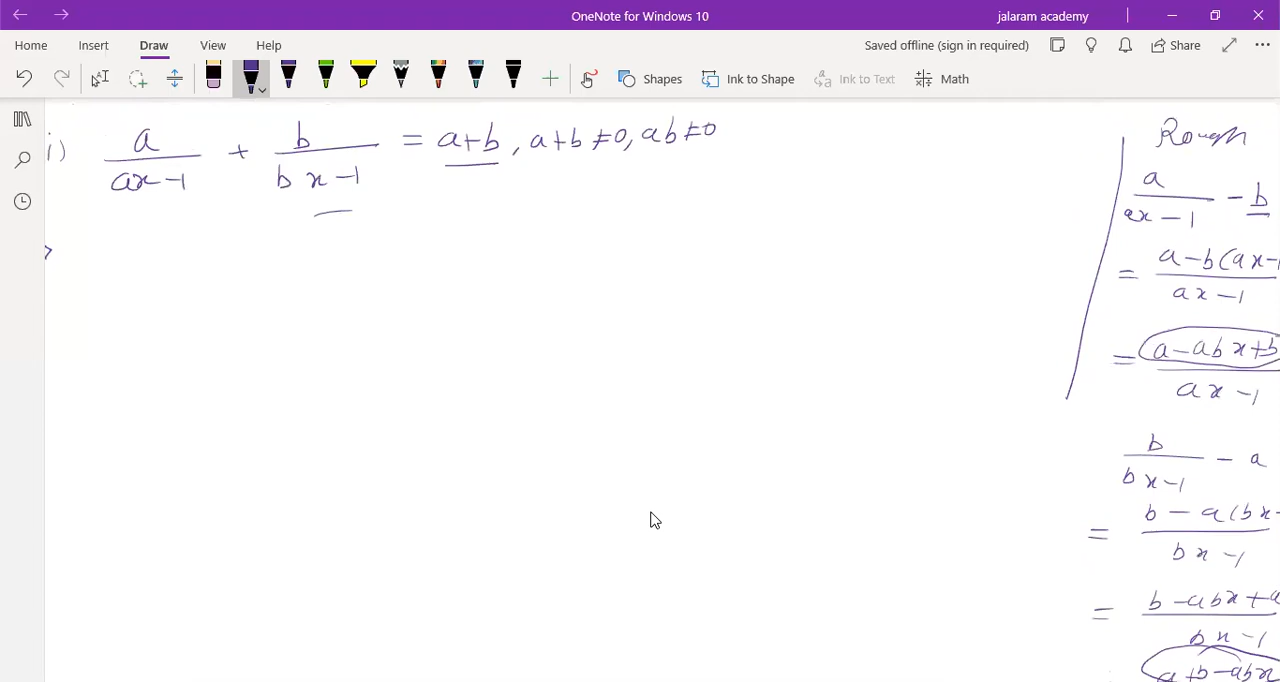 OneNote for Windows 10
jalaram academy
Home Insert Draw View Help
Saved offline (sign in required) Share
Shapes Ink to Shape Ink to Text Math
i) a/(ax-1) + b/(bx-1) = a+b, a+b≠0, ab≠0
Rough
a/(ax-1) - b
= a-b(ax-1
ax-1
= a-abx+b
ax-1
b/(bx-1) - a
= b-a(bx-
bx-1
= b-abx+a
bx-1
a+b-abx